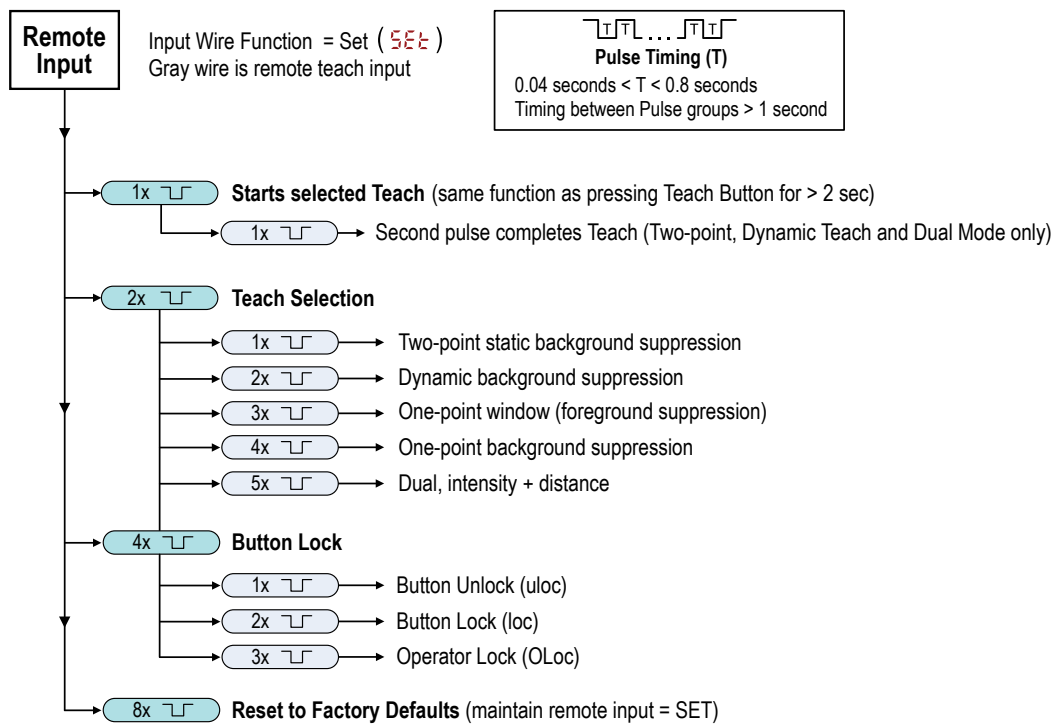 Remote Input
Input Wire Function = Set ( SEt )
Gray wire is remote teach input
T T . . . T T
Pulse Timing (T)
0.04 seconds < T < 0.8 seconds
Timing between Pulse groups > 1 second
1x Starts selected Teach (same function as pressing Teach Button for > 2 sec)
1x Second pulse completes Teach (Two-point, Dynamic Teach and Dual Mode only)
2x Teach Selection
1x Two-point static background suppression
2x Dynamic background suppression
3x One-point window (foreground suppression)
4x One-point background suppression
5x Dual, intensity + distance
4x Button Lock
1x Button Unlock (uloc)
2x Button Lock (loc)
3x Operator Lock (OLoc)
8x Reset to Factory Defaults (maintain remote input = SET)